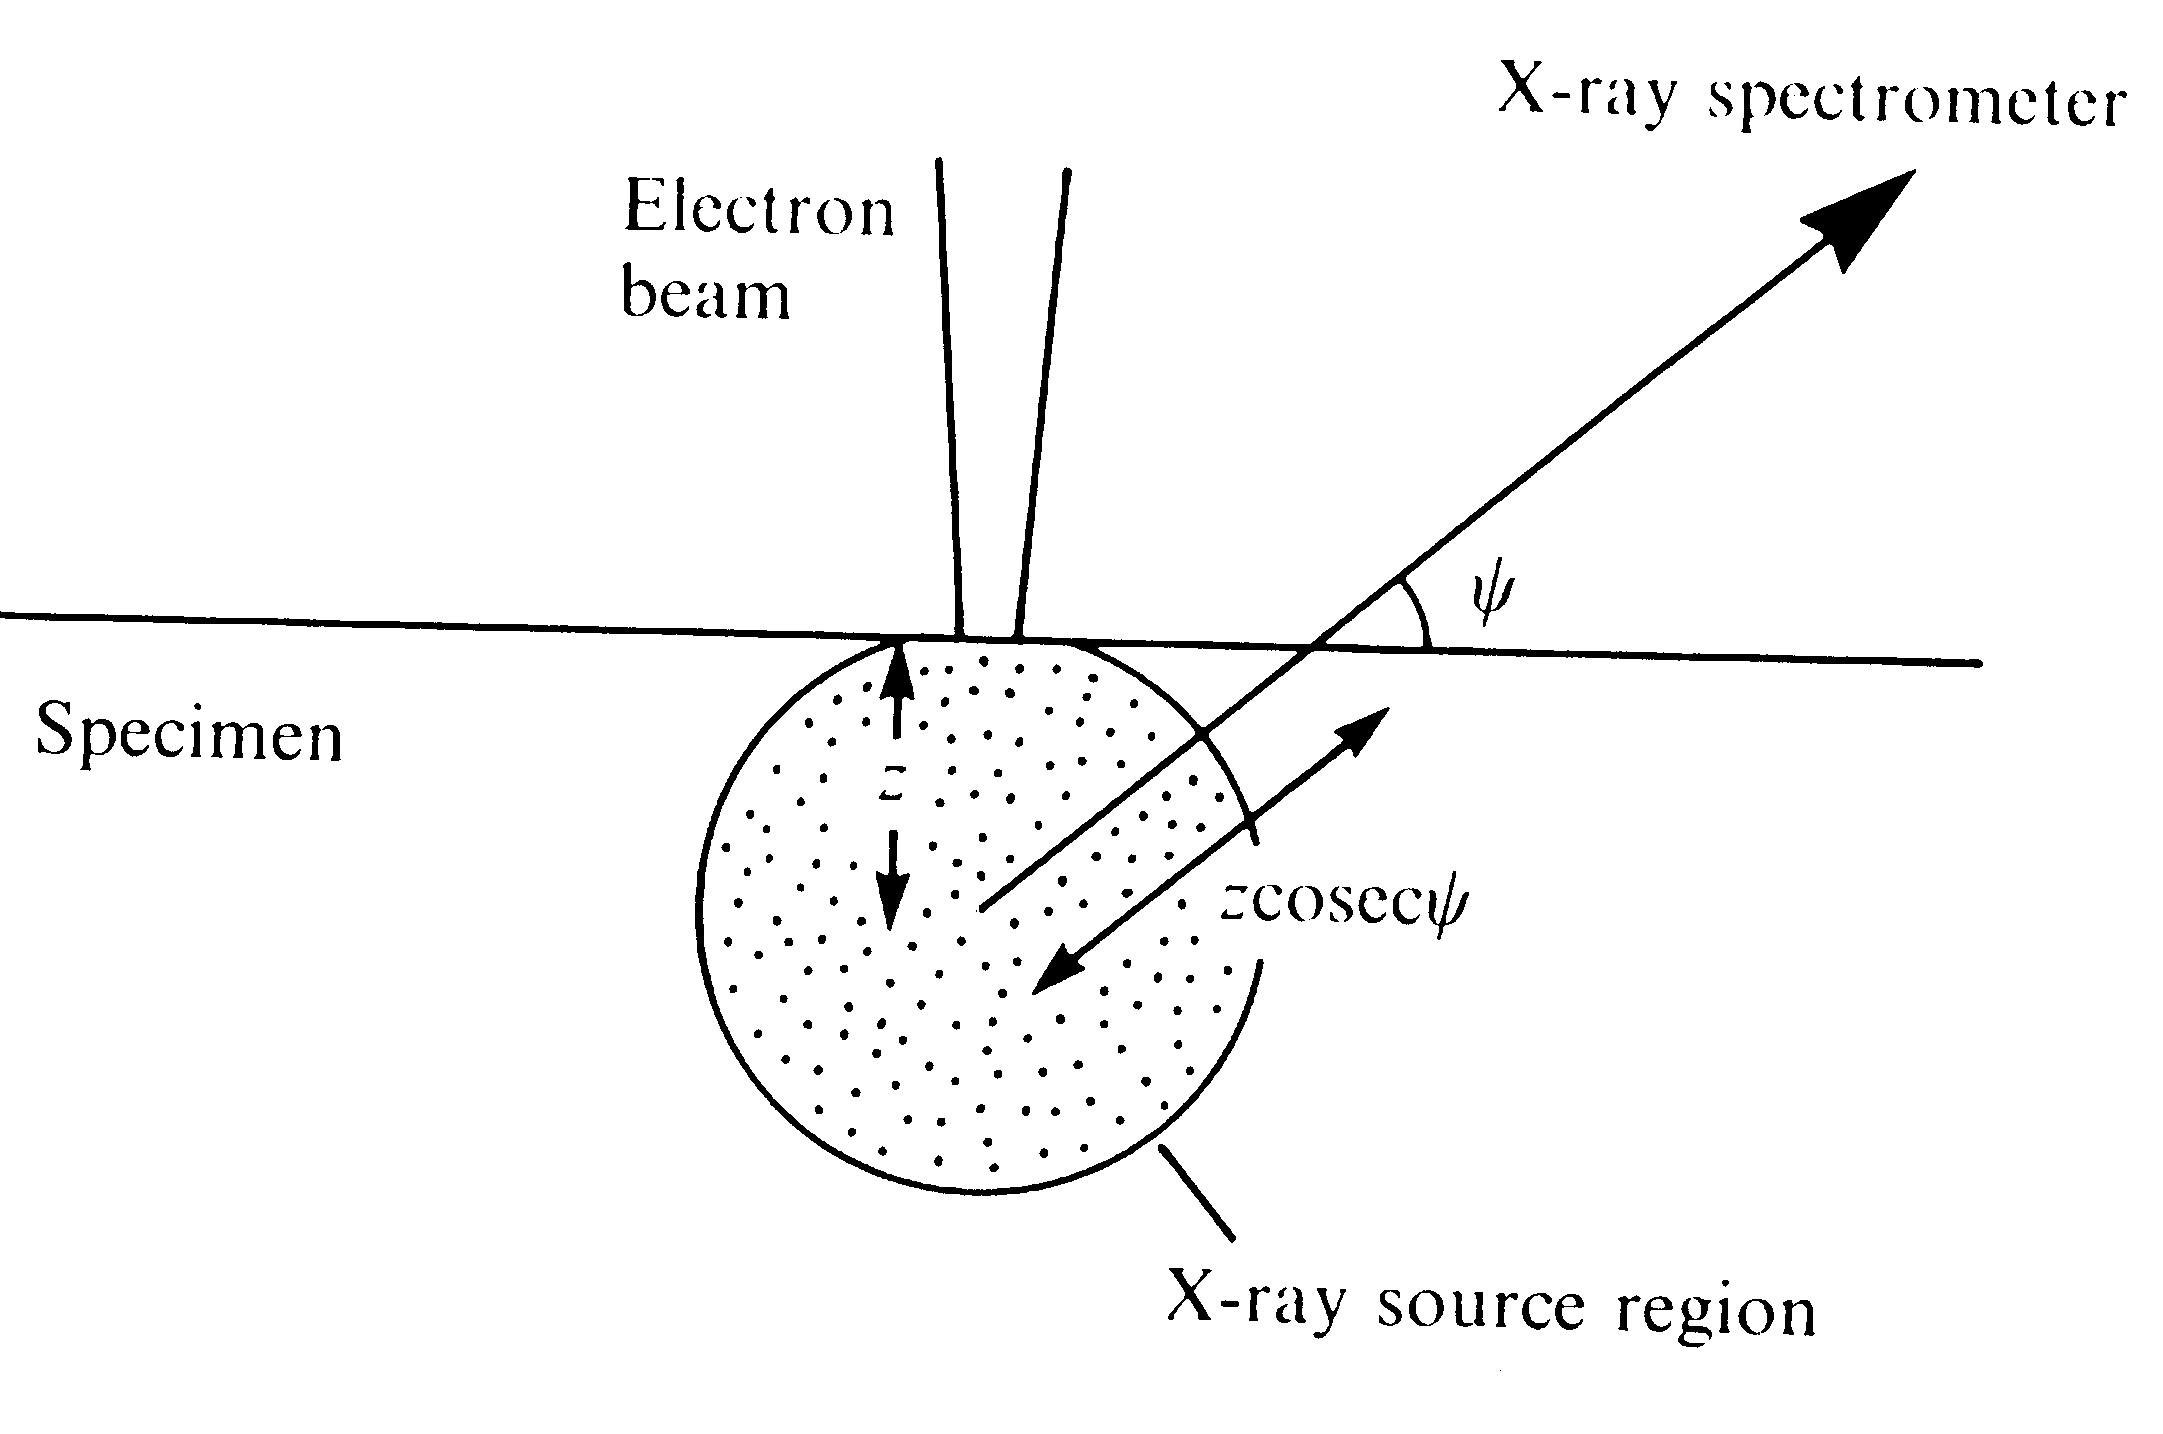 X-ray spectrometer
Electron
beam
ψ
Specimen
z
zcosecψ
X-ray source region